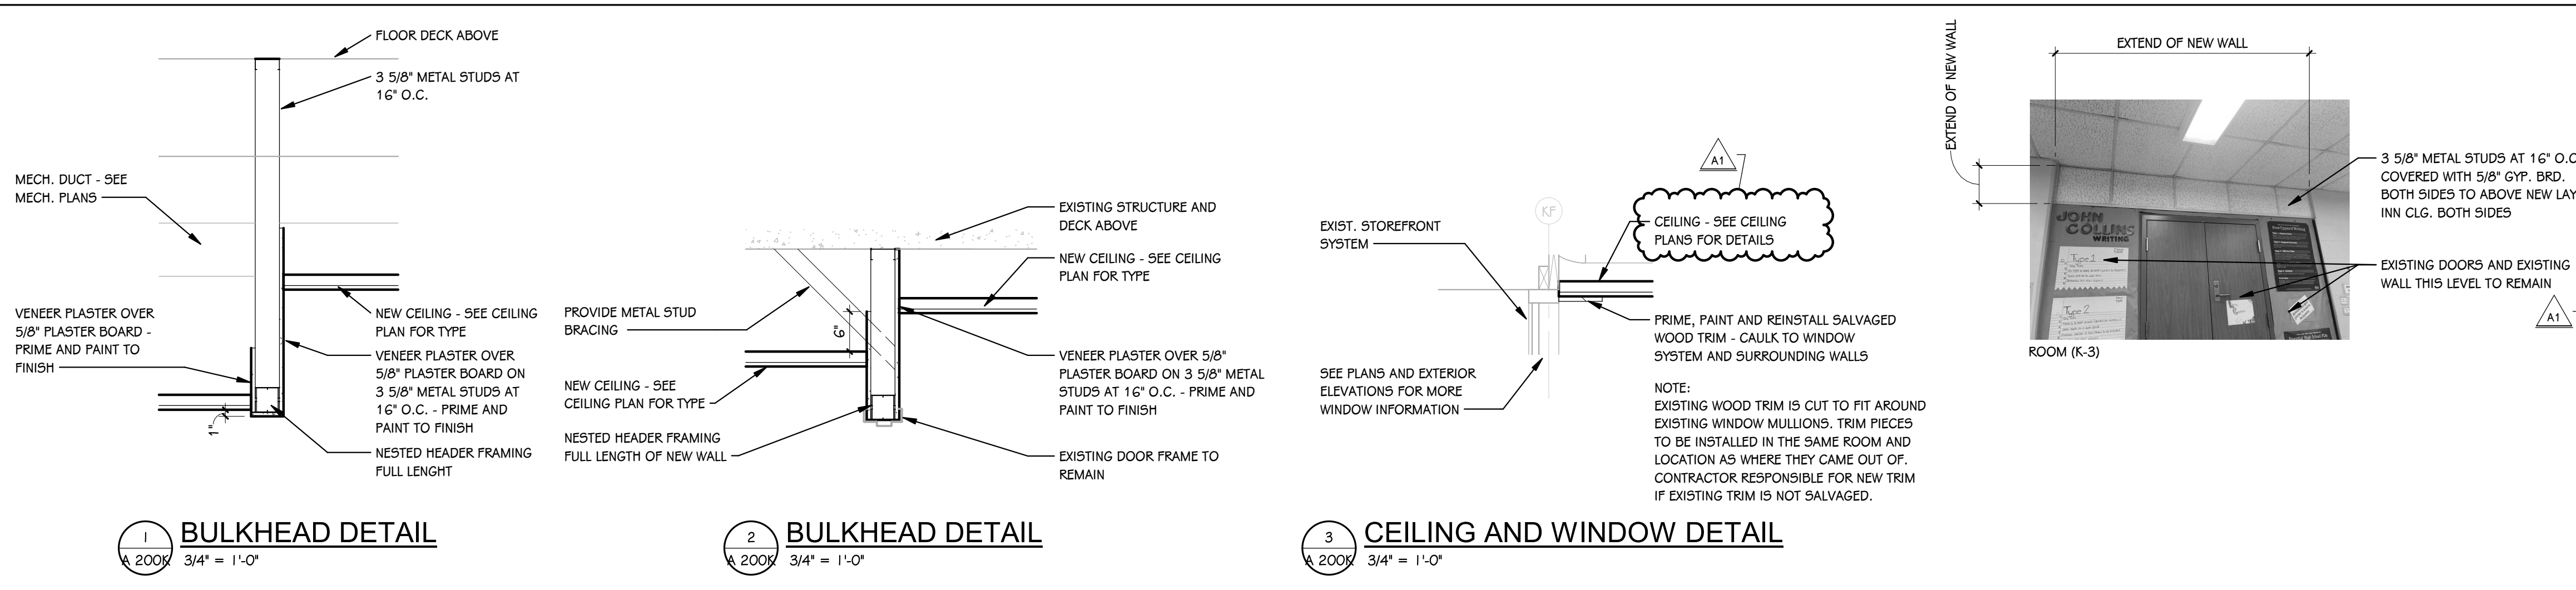 FLOOR DECK ABOVE
3 5/8" METAL STUDS AT
16" O.C.
MECH. DUCT - SEE
MECH. PLANS
VENEER PLASTER OVER
5/8" PLASTER BOARD -
PRIME AND PAINT TO
FINISH
1"
NEW CEILING - SEE CEILING
PLAN FOR TYPE
VENEER PLASTER OVER
5/8" PLASTER BOARD ON
3 5/8" METAL STUDS AT
16" O.C. - PRIME AND
PAINT TO FINISH
NESTED HEADER FRAMING
FULL LENGHT
1
A 200K
BULKHEAD DETAIL
3/4" = 1'-0"
PROVIDE METAL STUD
BRACING
6"
NEW CEILING - SEE
CEILING PLAN FOR TYPE
NESTED HEADER FRAMING
FULL LENGTH OF NEW WALL
EXISTING STRUCTURE AND
DECK ABOVE
NEW CEILING - SEE CEILING
PLAN FOR TYPE
VENEER PLASTER OVER 5/8"
PLASTER BOARD ON 3 5/8" METAL
STUDS AT 16" O.C. - PRIME AND
PAINT TO FINISH
EXISTING DOOR FRAME TO
REMAIN
2
A 200K
BULKHEAD DETAIL
3/4" = 1'-0"
A1
KF
EXIST. STOREFRONT
SYSTEM
SEE PLANS AND EXTERIOR
ELEVATIONS FOR MORE
WINDOW INFORMATION
CEILING - SEE CEILING
PLANS FOR DETAILS
PRIME, PAINT AND REINSTALL SALVAGED
WOOD TRIM - CAULK TO WINDOW
SYSTEM AND SURROUNDING WALLS
NOTE:
EXISTING WOOD TRIM IS CUT TO FIT AROUND
EXISTING WINDOW MULLIONS. TRIM PIECES
TO BE INSTALLED IN THE SAME ROOM AND
LOCATION AS WHERE THEY CAME OUT OF.
CONTRACTOR RESPONSIBLE FOR NEW TRIM
IF EXISTING TRIM IS NOT SALVAGED.
3
A 200K
CEILING AND WINDOW DETAIL
3/4" = 1'-0"
EXTEND OF NEW WALL
EXTEND OF NEW WALL
JOHN
COLLINS
WRITING
Type 1
Type 2
ROOM (K-3)
3 5/8" METAL STUDS AT 16" O.C
COVERED WITH 5/8" GYP. BRD.
BOTH SIDES TO ABOVE NEW LAY
INN CLG. BOTH SIDES
EXISTING DOORS AND EXISTING
WALL THIS LEVEL TO REMAIN
A1